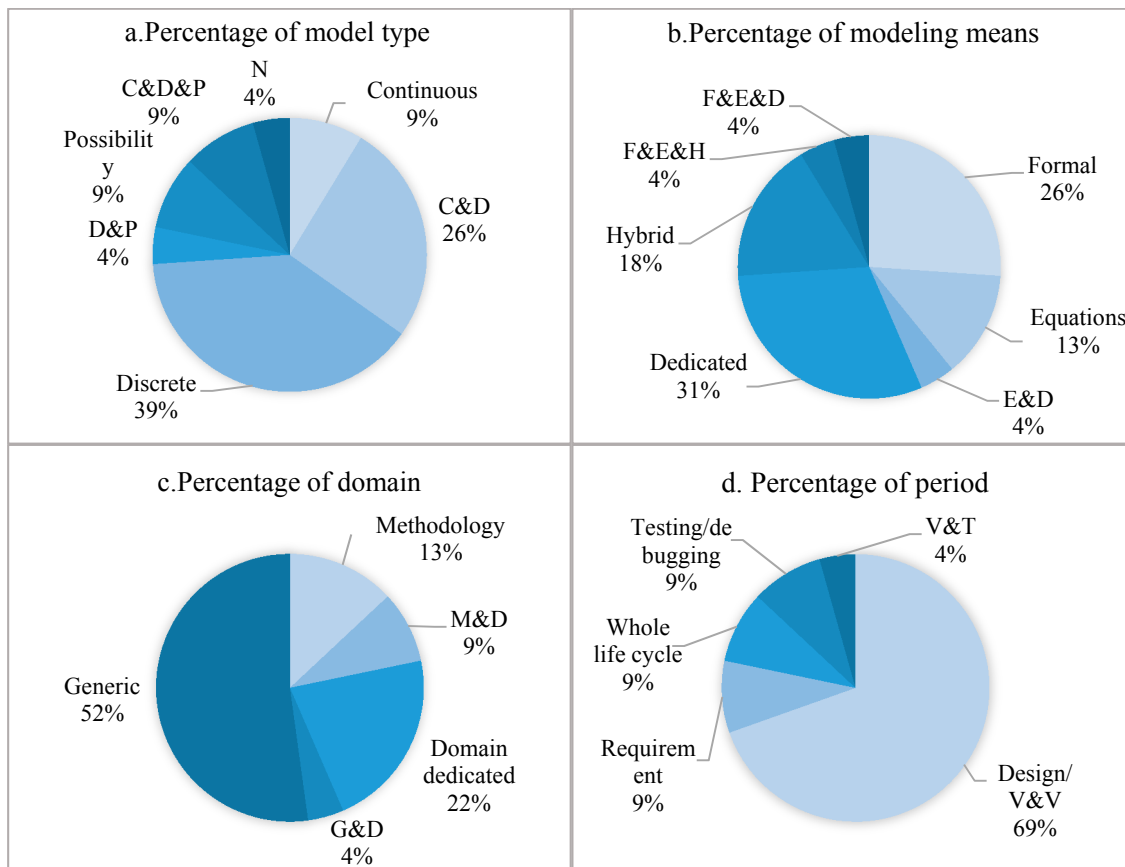 a.Percentage of model type
N
4%
Continuous
9%
C&D&P
9%
Possibilit
y
9%
D&P
4%
C&D
26%
Discrete
39%
b.Percentage of modeling means
F&E&D
4%
F&E&H
4%
Formal
26%
Hybrid
18%
Equations
13%
Dedicated
31%
E&D
4%
c.Percentage of domain
Methodology
13%
M&D
9%
Generic
52%
Domain
dedicated
22%
G&D
4%
d. Percentage of period
Testing/de
bugging
9%
V&T
4%
Whole
life cycle
9%
Requirem
ent
9%
Design/
V&V
69%